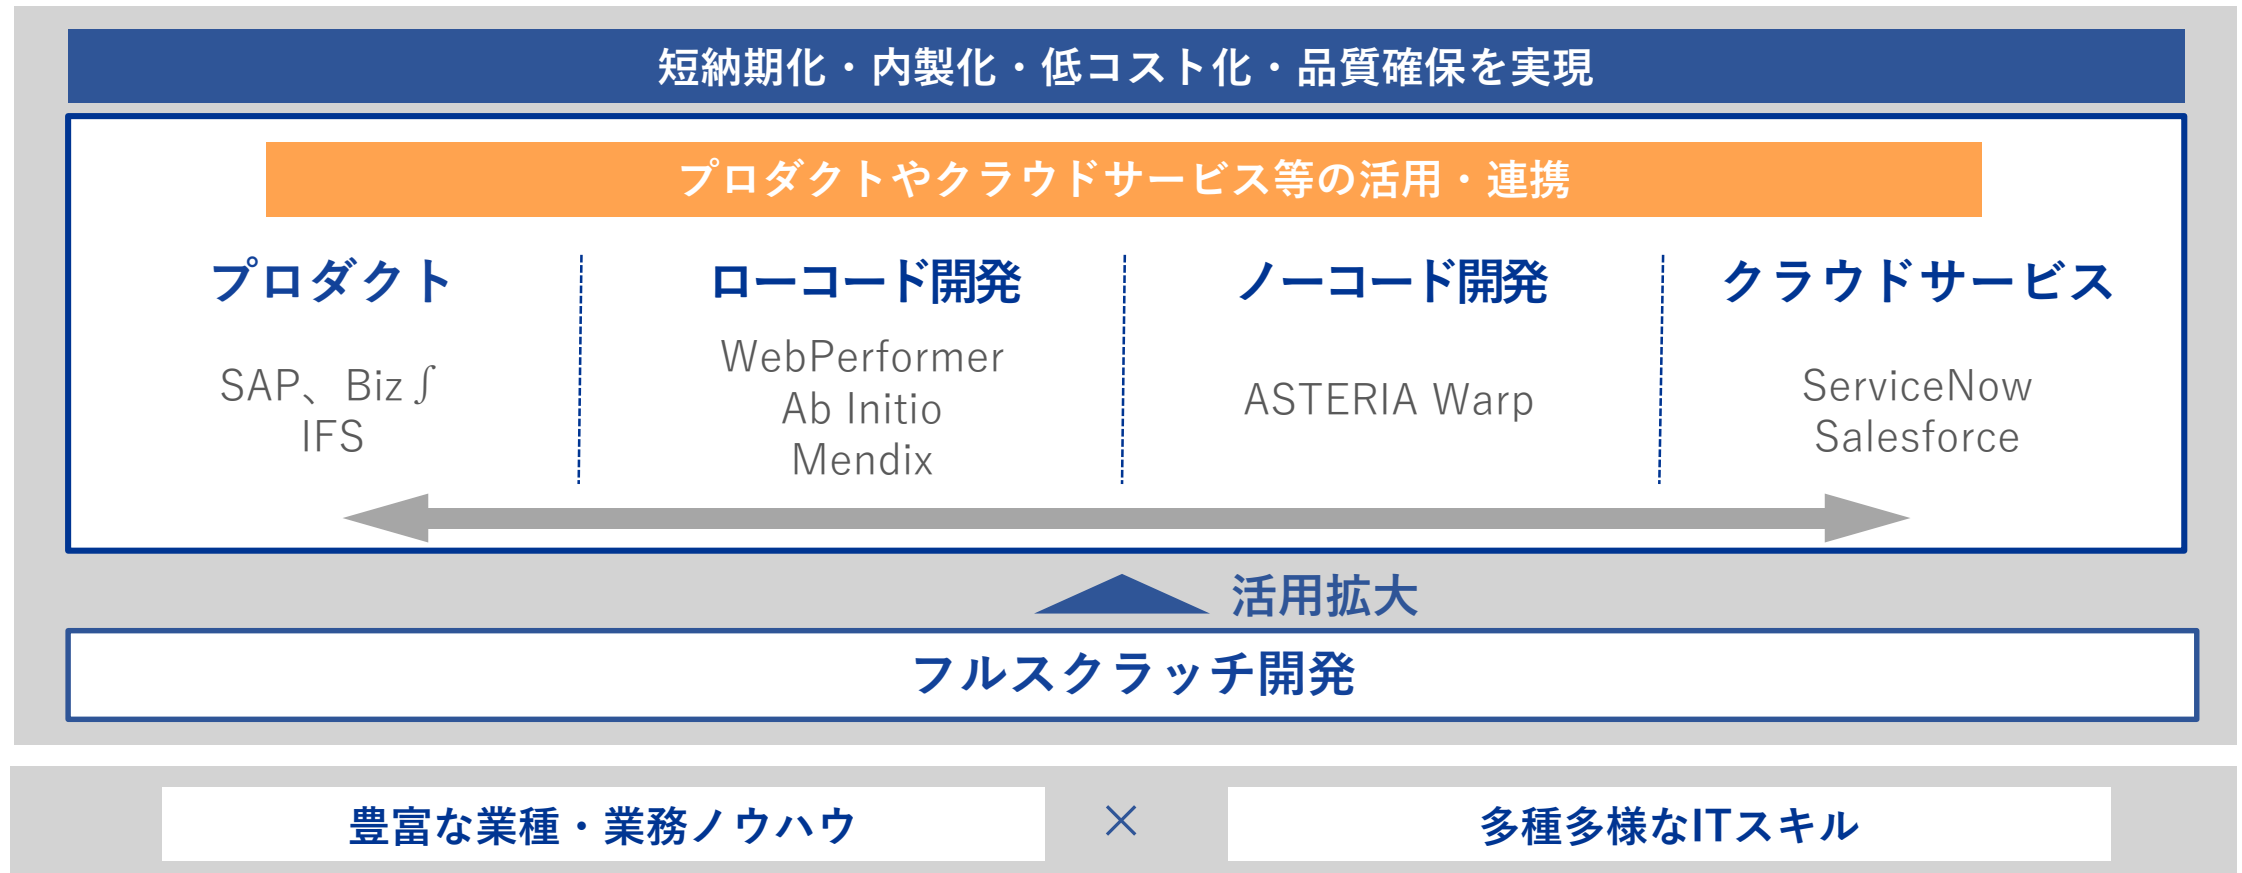 短納期化・内製化・低コスト化・品質確保を実現
プロダクトやクラウドサービス等の活用・連携
プロダクト
SAP、Biz∫
IFS
ローコード開発
WebPerformer
Ab Initio
Mendix
ノーコード開発
ASTERIA Warp
クラウドサービス
ServiceNow
Salesforce
活用拡大
フルスクラッチ開発
豊富な業種・業務ノウハウ
×
多種多様なITスキル